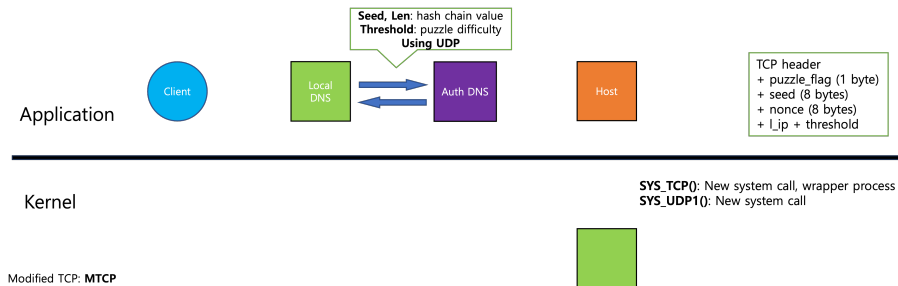 Seed, Len: hash chain value
Threshold: puzzle difficulty
Using UDP
Client
Local
DNS
Auth DNS
Host
TCP header
+ puzzle_flag (1 byte)
+ seed (8 bytes)
+ nonce (8 bytes)
+ l_ip + threshold
Application
Kernel
SYS_TCP(): New system call, wrapper process
SYS_UDP1(): New system call
Modified TCP: MTCP